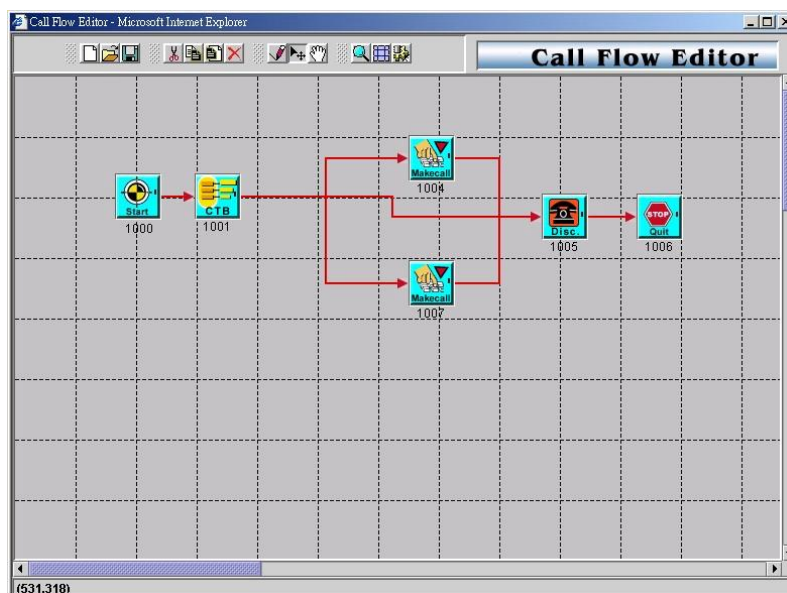 Call Flow Editor - Microsoft Internet Explorer
Call Flow Editor
Makecall
1004
Start
1000
CTB
1001
Disc.
1005
STOP
Quit
1006
Makecall
1007
(531,318)